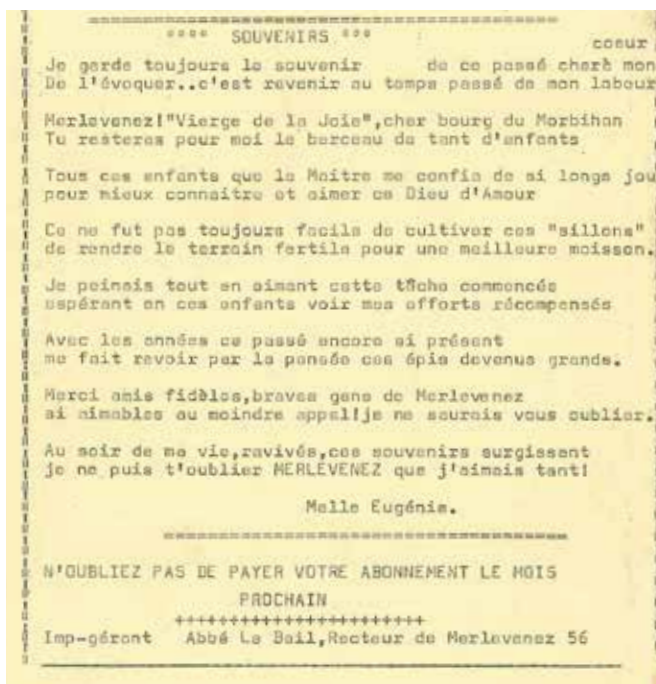 °°°° SOUVENIRS °°°
coeur
Je garde toujours le souvenir de ce passé cher à mon
De l'évoquer..c'est revenir au temps passé de mon labeur
Merlevenez!"Vierge de la Joie",cher bourg du Morbihan
Tu resteras pour moi le berceau de tant d'enfants
Tous ces enfants que le Maitre me confia de si longs jou
pour mieux connaitre et aimer ce Dieu d'Amour
Ce ne fut pas toujours facile de cultiver ces "sillons"
de rendre le terrain fertile pour une meilleure moisson.
Je peinais tout en aimant cette tâche commencée
espérant en ces enfants voir mes efforts récompensés
Avec les années ce passé encore si présent
me fait revoir par la pensée ces épis devenus grands.
Merci amis fidèles,braves gens de Merlevenez
si aimables au moindre appel!je ne saurais vous oublier.
Au soir de ma vie,ravivés,ces souvenirs surgissent
je ne puis t'oublier MERLEVENEZ que j'aimais tant!
Melle Eugénie.
N'OUBLIEZ PAS DE PAYER VOTRE ABONNEMENT LE MOIS
PROCHAIN
++++++++++++++++++++++++
Imp-gérant Abbé Le Bail,Recteur de Merlevenez 56